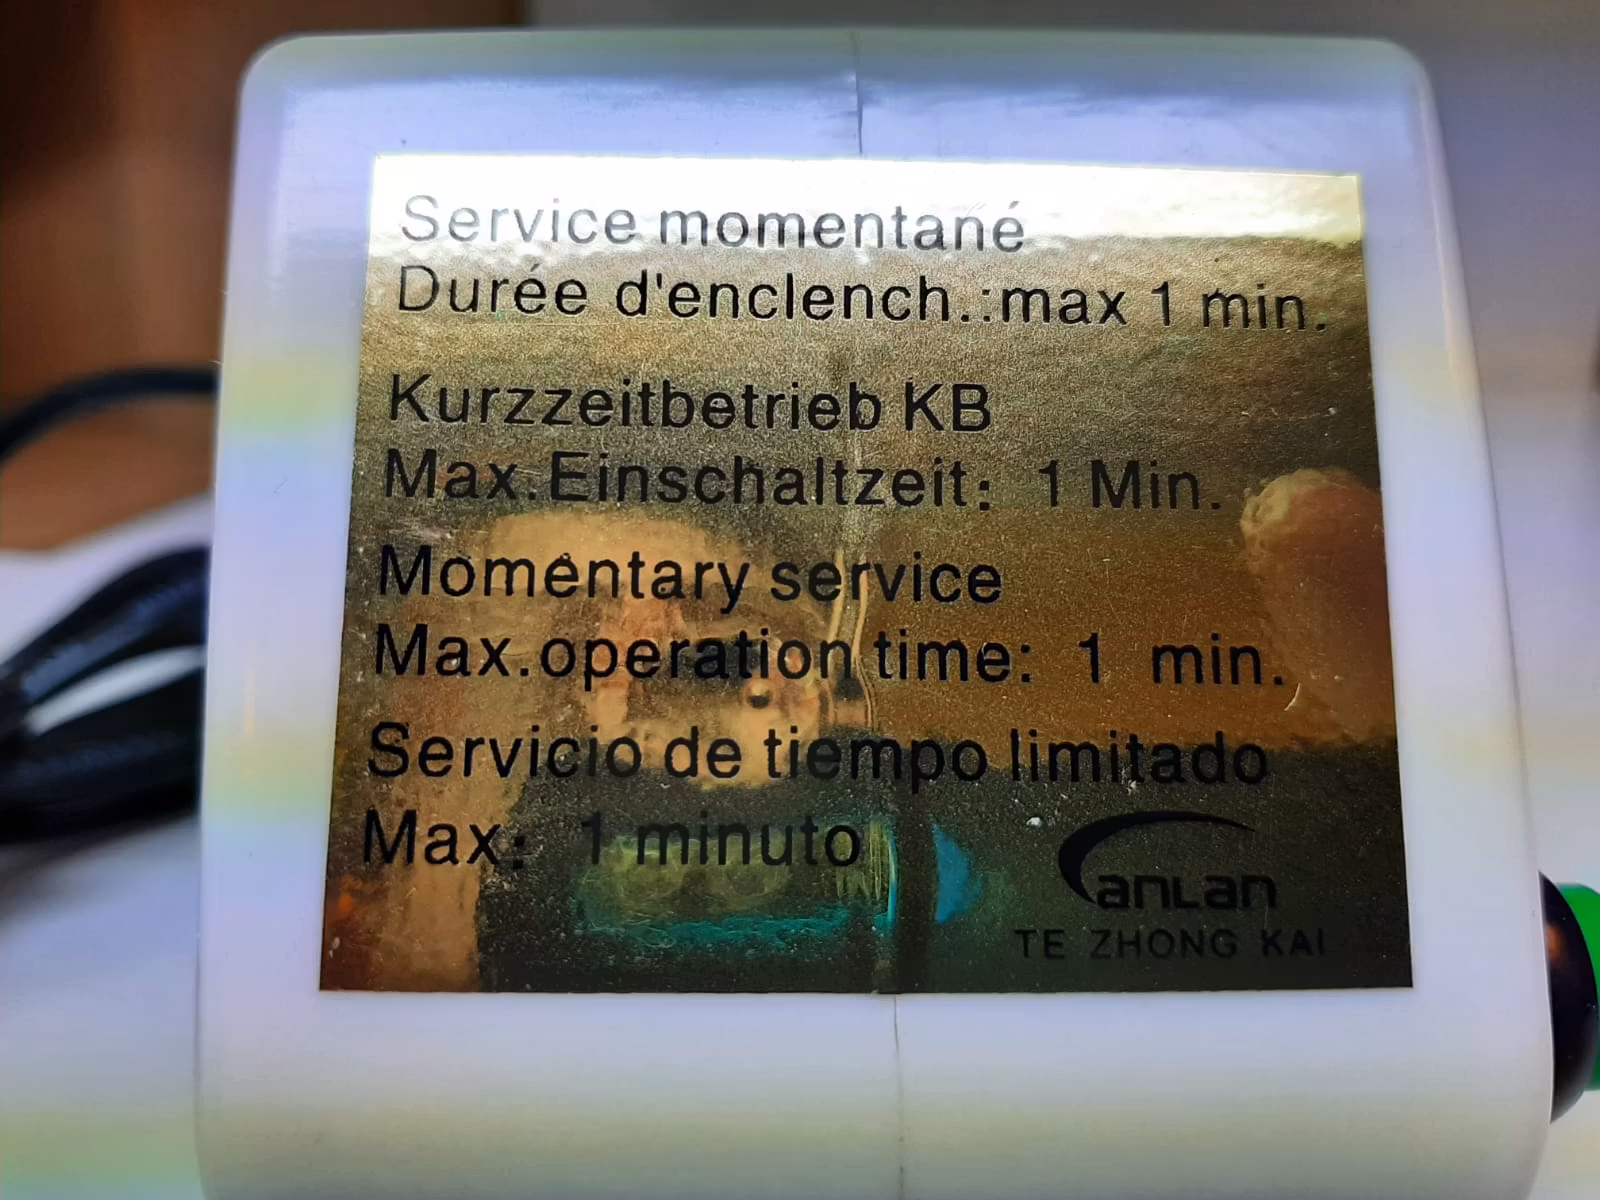 Service momentané
Durée d'enclench.:max 1 min.
Kurzzeitbetrieb KB
Max.Einschaltzeit: 1 Min.
Momentary service
Max.operation time: 1 min.
Servicio de tiempo limitado
Max: 1 minuto
anLan
TE ZHONG KAI